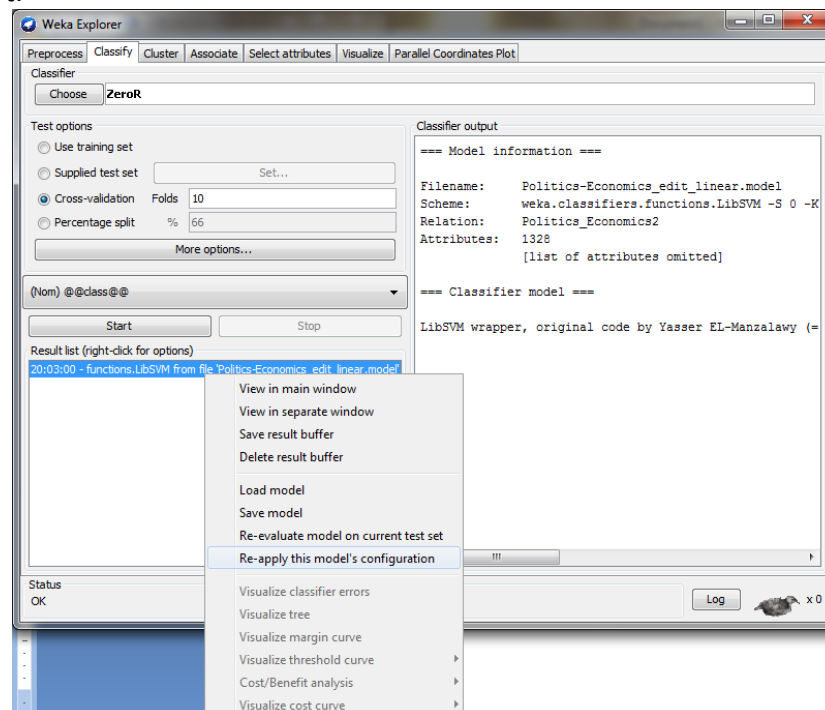 Weka Explorer
Preprocess Classify Cluster Associate Select attributes Visualize Parallel Coordinates Plot
Classifier
Choose ZeroR
Test options
Use training set
Supplied test set Set...
Cross-validation Folds 10
Percentage split % 66
More options...
(Nom) @@class@@
Start Stop
Result list (right-click for options)
20:03:00 - functions.LibSVM from file 'Politics-Economics_edit_linear.model'
Classifier output
=== Model information ===
Filename: Politics-Economics_edit_linear.model
Scheme: weka.classifiers.functions.LibSVM -S 0 -K
Relation: Politics_Economics2
Attributes: 1328
[list of attributes omitted]
=== Classifier model ===
LibSVM wrapper, original code by Yasser EL-Manzalawy (=
View in main window
View in separate window
Save result buffer
Delete result buffer
Load model
Save model
Re-evaluate model on current test set
Re-apply this model's configuration
Visualize classifier errors
Visualize tree
Visualize margin curve
Visualize threshold curve
Cost/Benefit analysis
Visualize cost curve
Status
OK
Log x 0